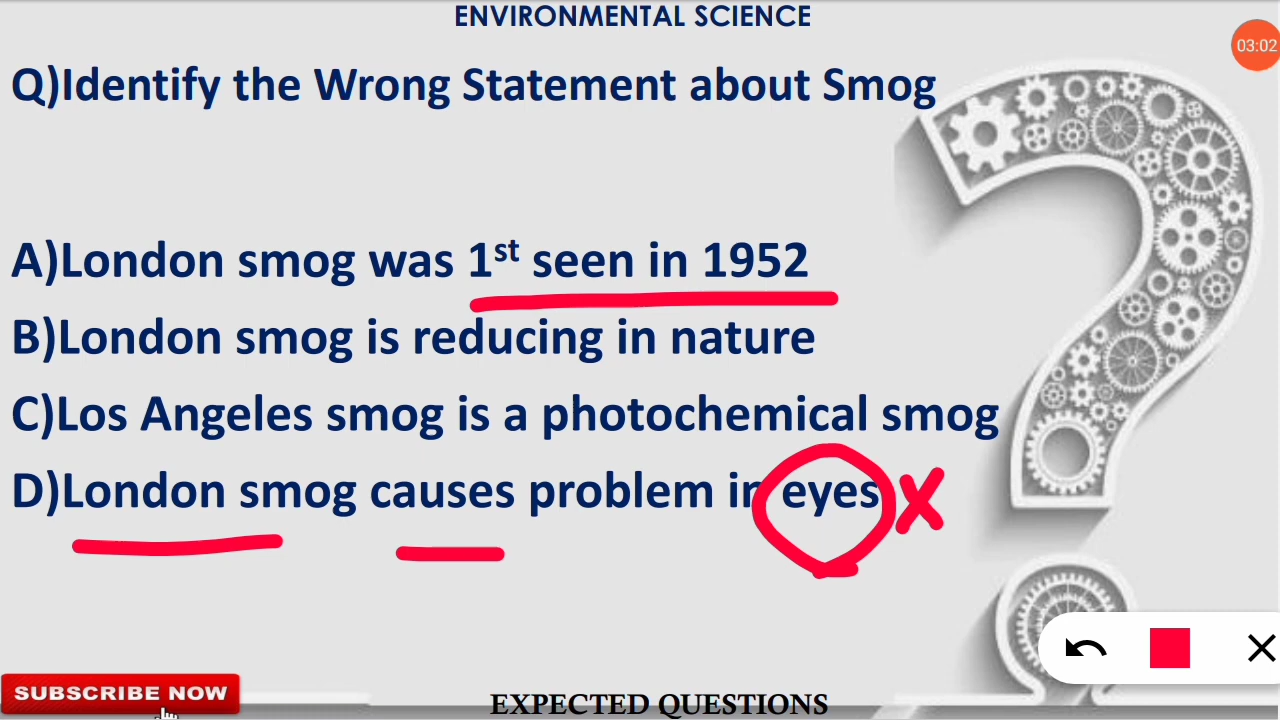 ENVIRONMENTAL SCIENCE
03:02
Q)Identify the Wrong Statement about Smog
A)London smog was 1st seen in 1952
B)London smog is reducing in nature
C)Los Angeles smog is a photochemical smog
D)London smog causes problem in eyes
SUBSCRIBE NOW
EXPECTED QUESTIONS